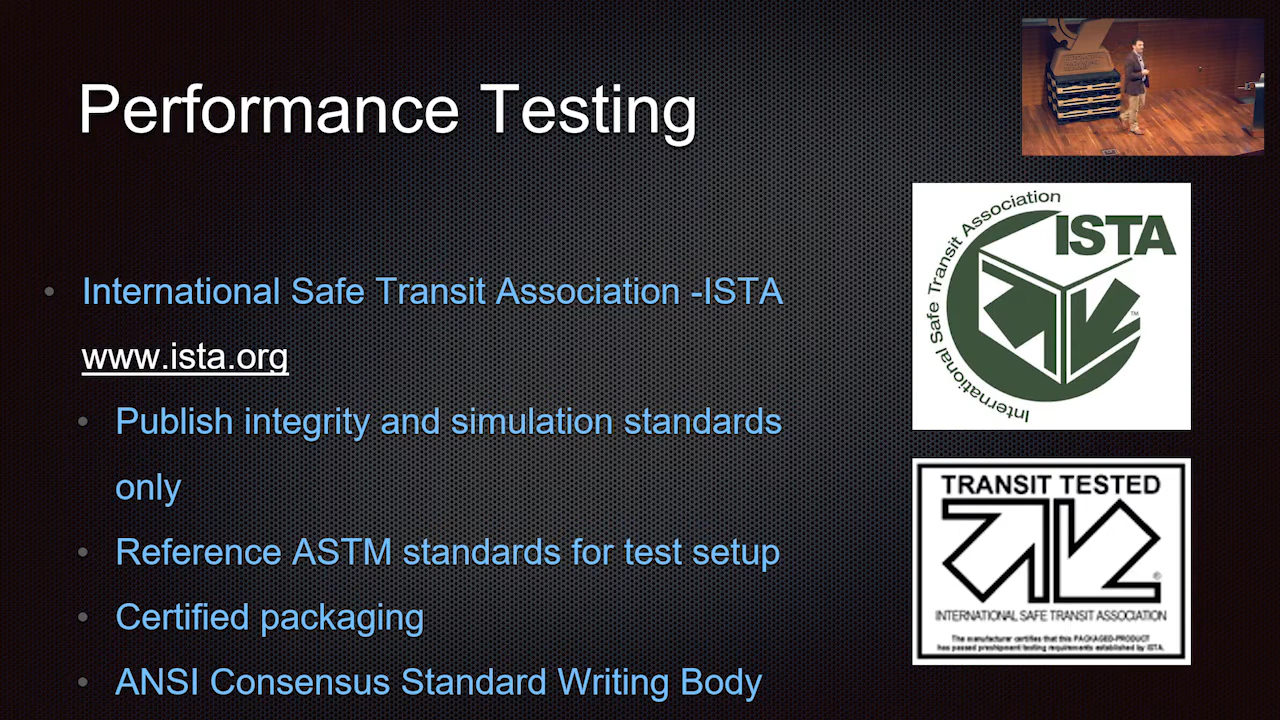 Performance Testing
International Safe Transit Association -ISTA
www.ista.org
Publish integrity and simulation standards
only
Reference ASTM standards for test setup
Certified packaging
ANSI Consensus Standard Writing Body
International Safe Transit Association
ISTA
TM
TRANSIT TESTED
®
INTERNATIONAL SAFE TRANSIT ASSOCIATION
The manufacturer certifies that this PACKAGED-PRODUCT
has passed preshipment testing requirements established by ISTA.